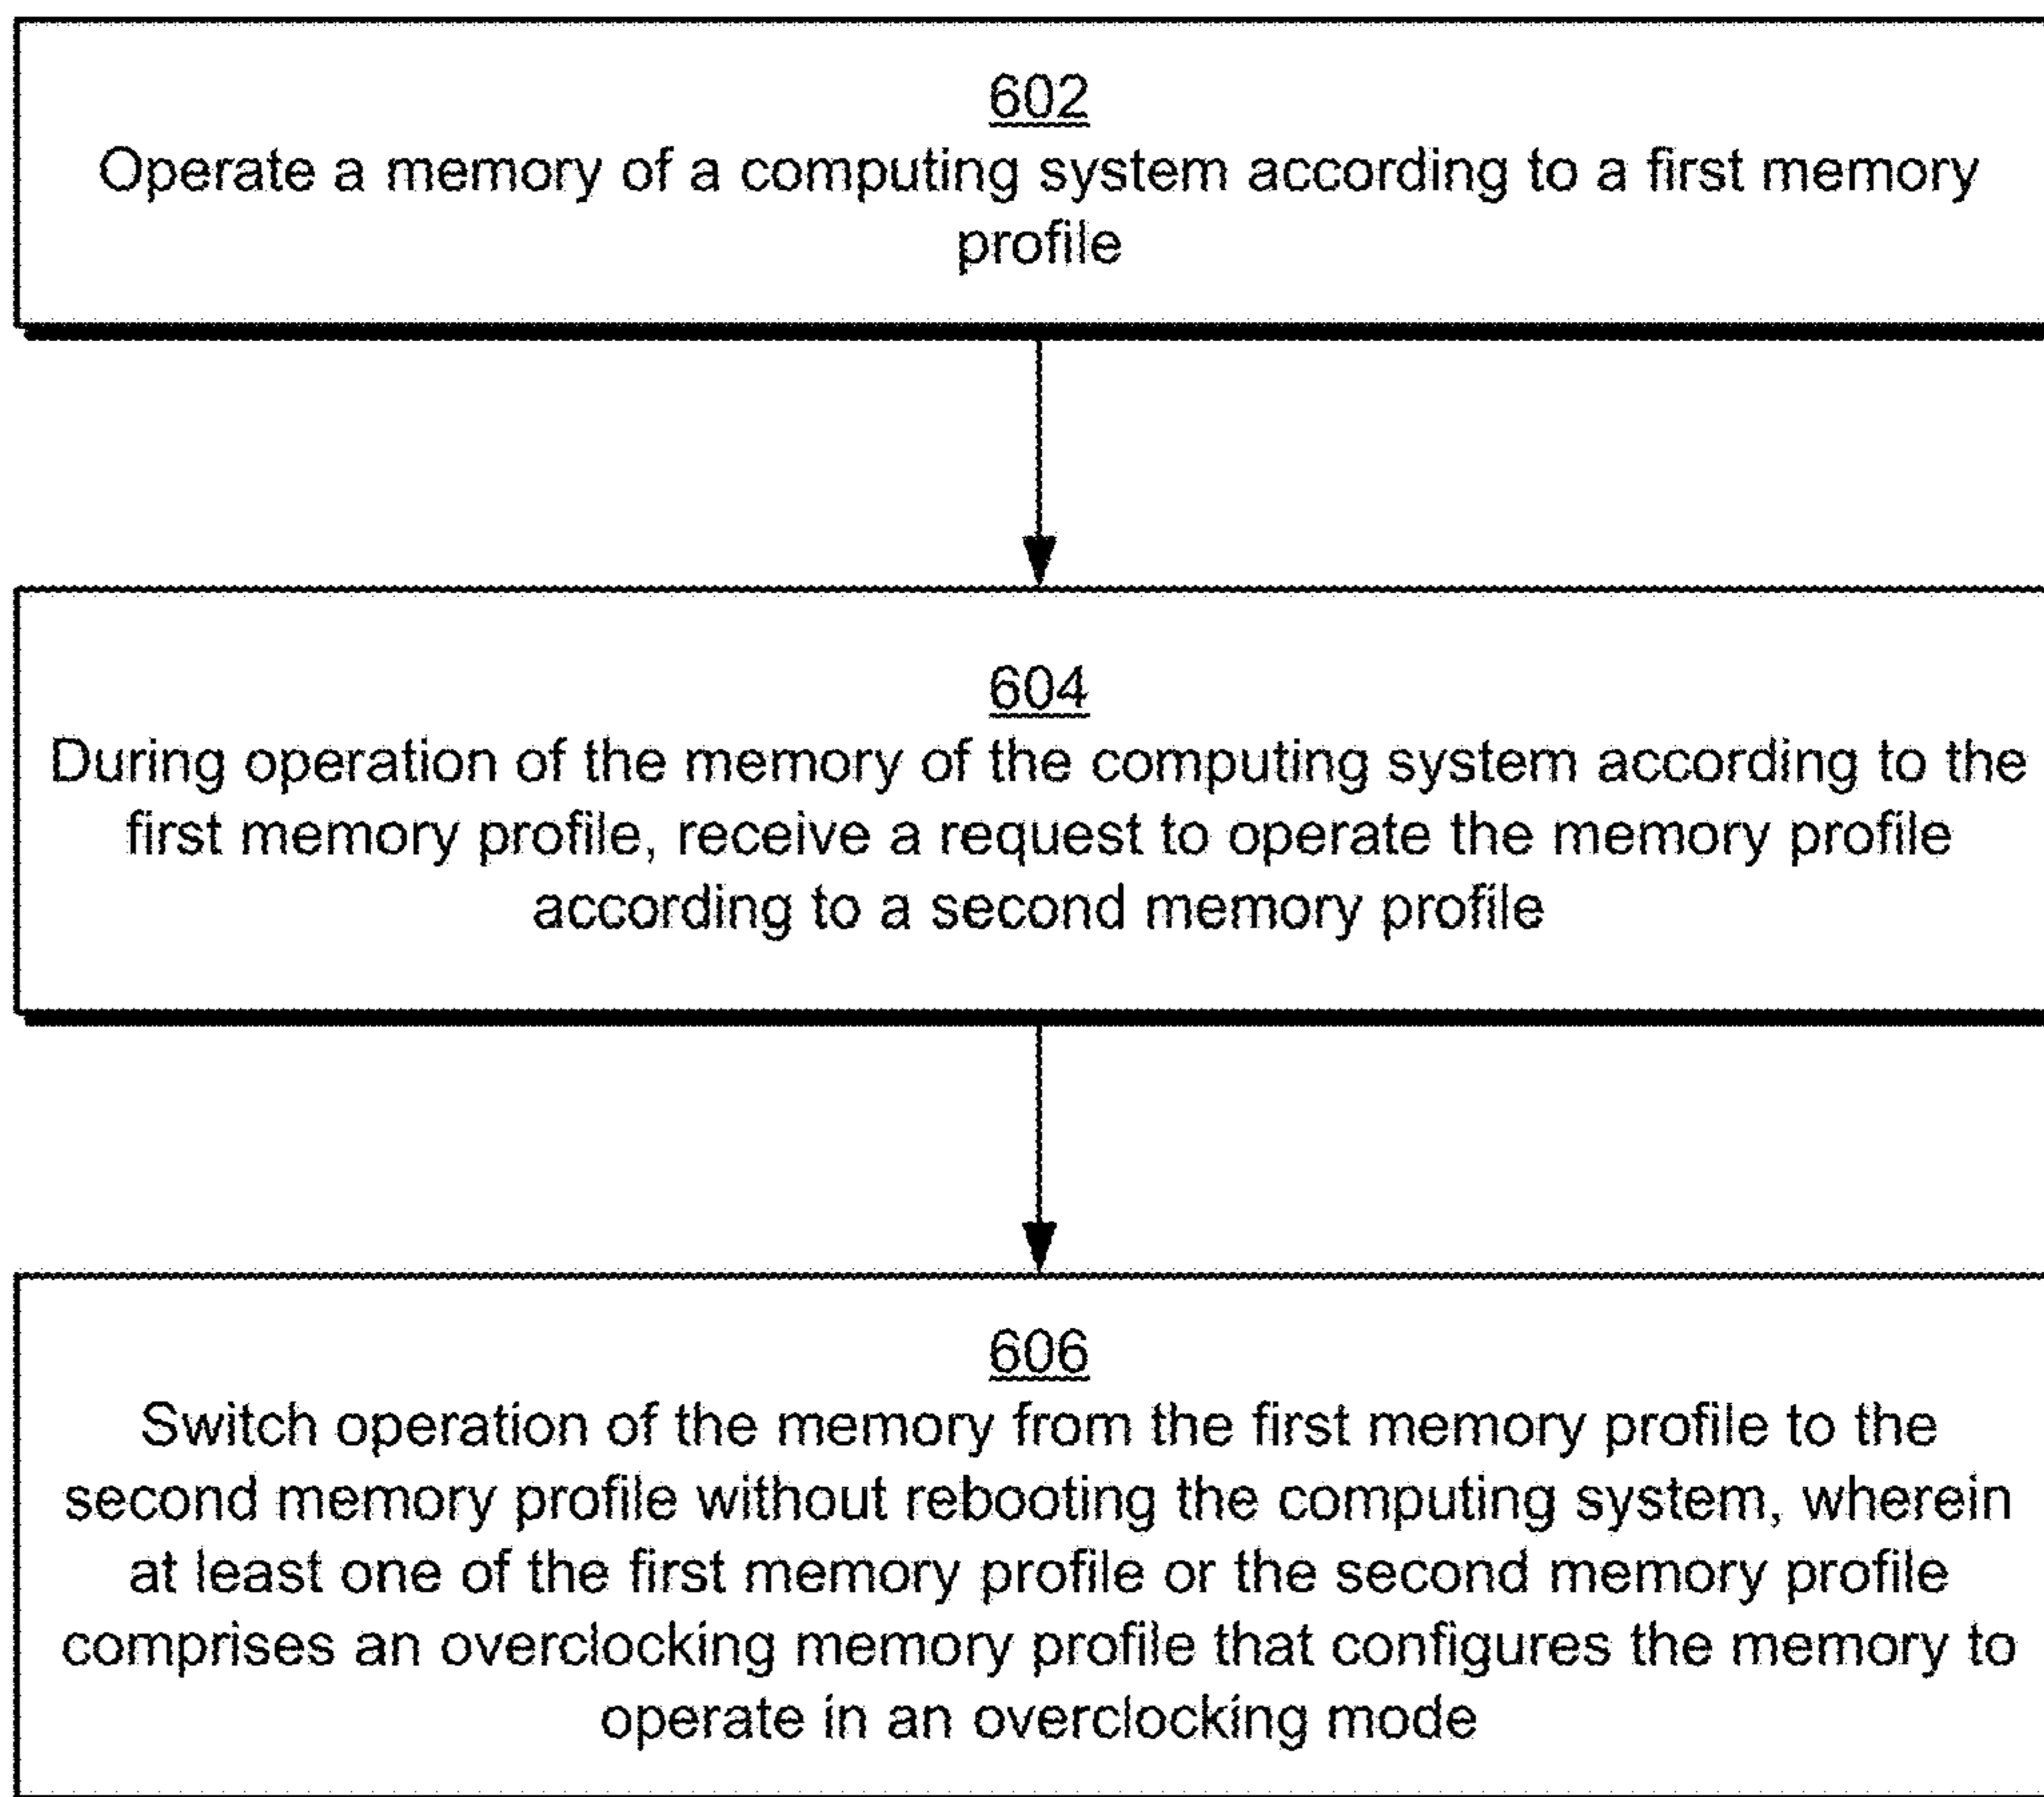 602
Operate a memory of a computing system according to a first memory
profile
604
During operation of the memory of the computing system according to the
first memory profile, receive a request to operate the memory profile
according to a second memory profile
606
Switch operation of the memory from the first memory profile to the
second memory profile without rebooting the computing system, wherein
at least one of the first memory profile or the second memory profile
comprises an overclocking memory profile that configures the memory to
operate in an overclocking mode